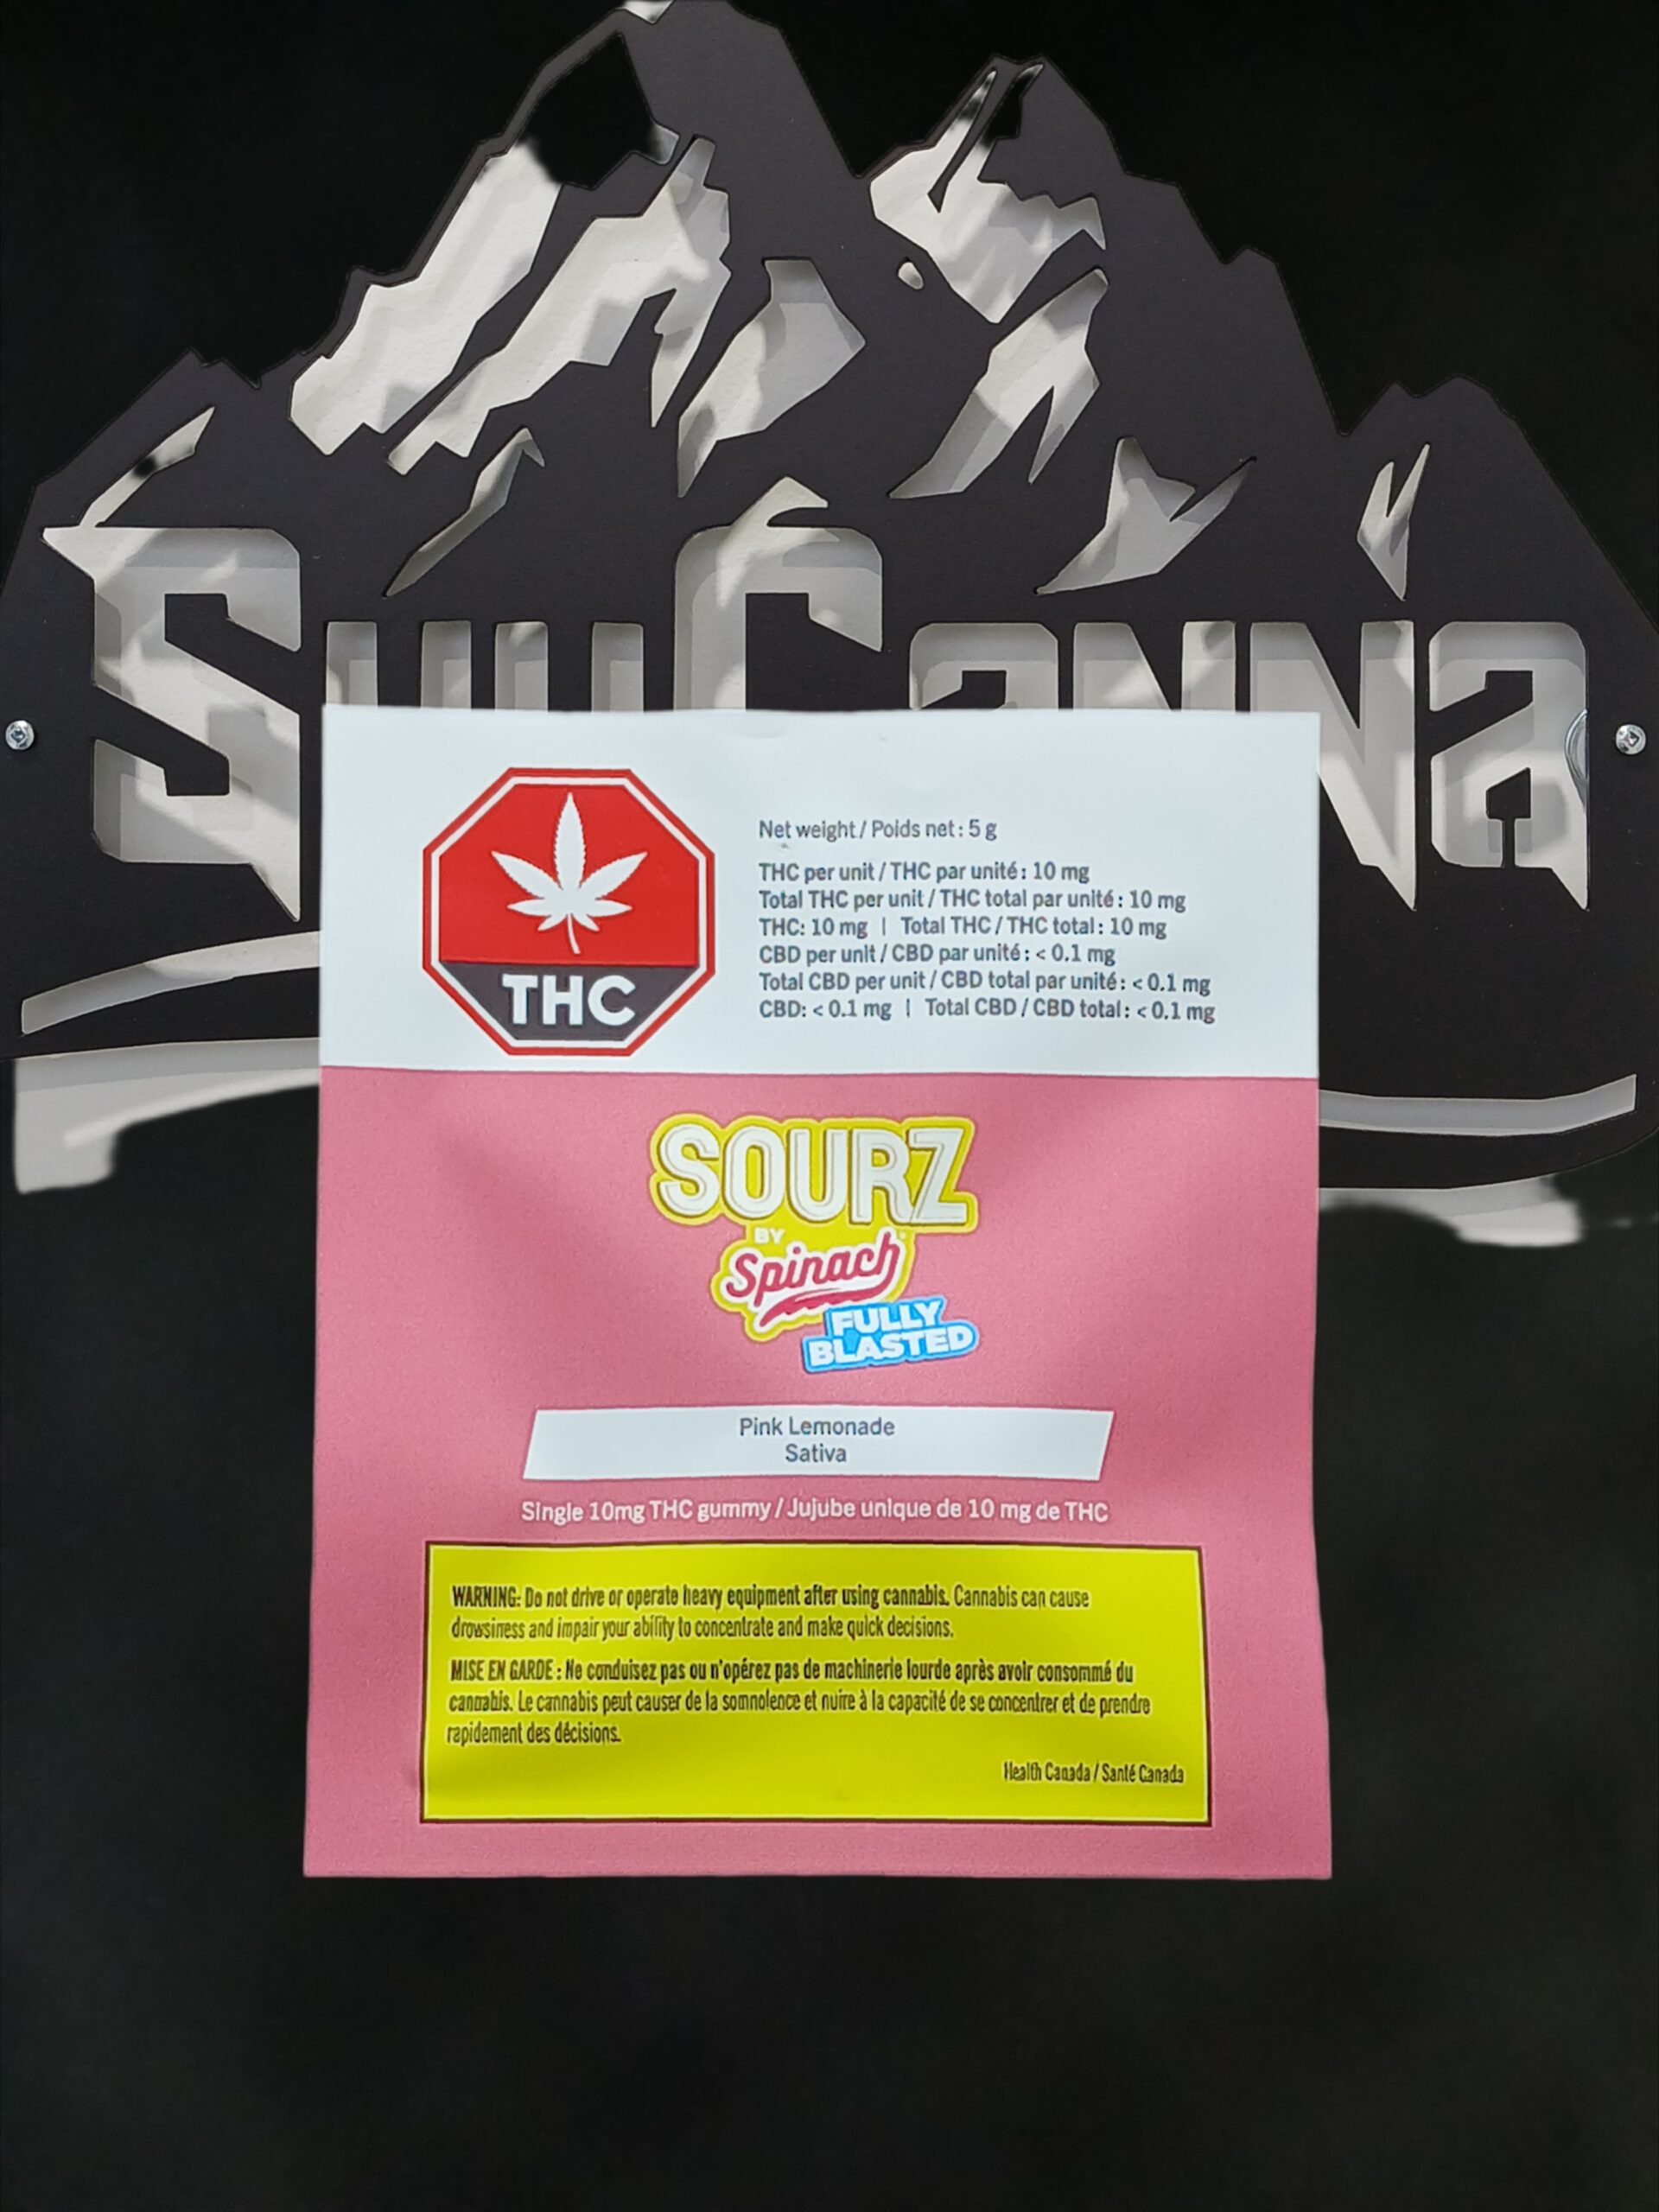 THC
Net weight / Poids net : 5 g
THC per unit / THC par unité : 10 mg
Total THC per unit / THC total par unité : 10 mg
THC: 10 mg | Total THC / THC total : 10 mg
CBD per unit / CBD par unité : < 0.1 mg
Total CBD per unit / CBD total par unité : < 0.1 mg
CBD: < 0.1 mg | Total CBD / CBD total : < 0.1 mg
SOURZ
BY
Spinach
FULLY
BLASTED
Pink Lemonade
Sativa
Single 10mg THC gummy / Jujube unique de 10 mg de THC
WARNING: Do not drive or operate heavy equipment after using cannabis. Cannabis can cause
drowsiness and impair your ability to concentrate and make quick decisions.
MISE EN GARDE : Ne conduisez pas ou n'opérez pas de machinerie lourde après avoir consommé du
cannabis. Le cannabis peut causer de la somnolence et nuire à la capacité de se concentrer et de prendre
rapidement des décisions.
Health Canada / Santé Canada